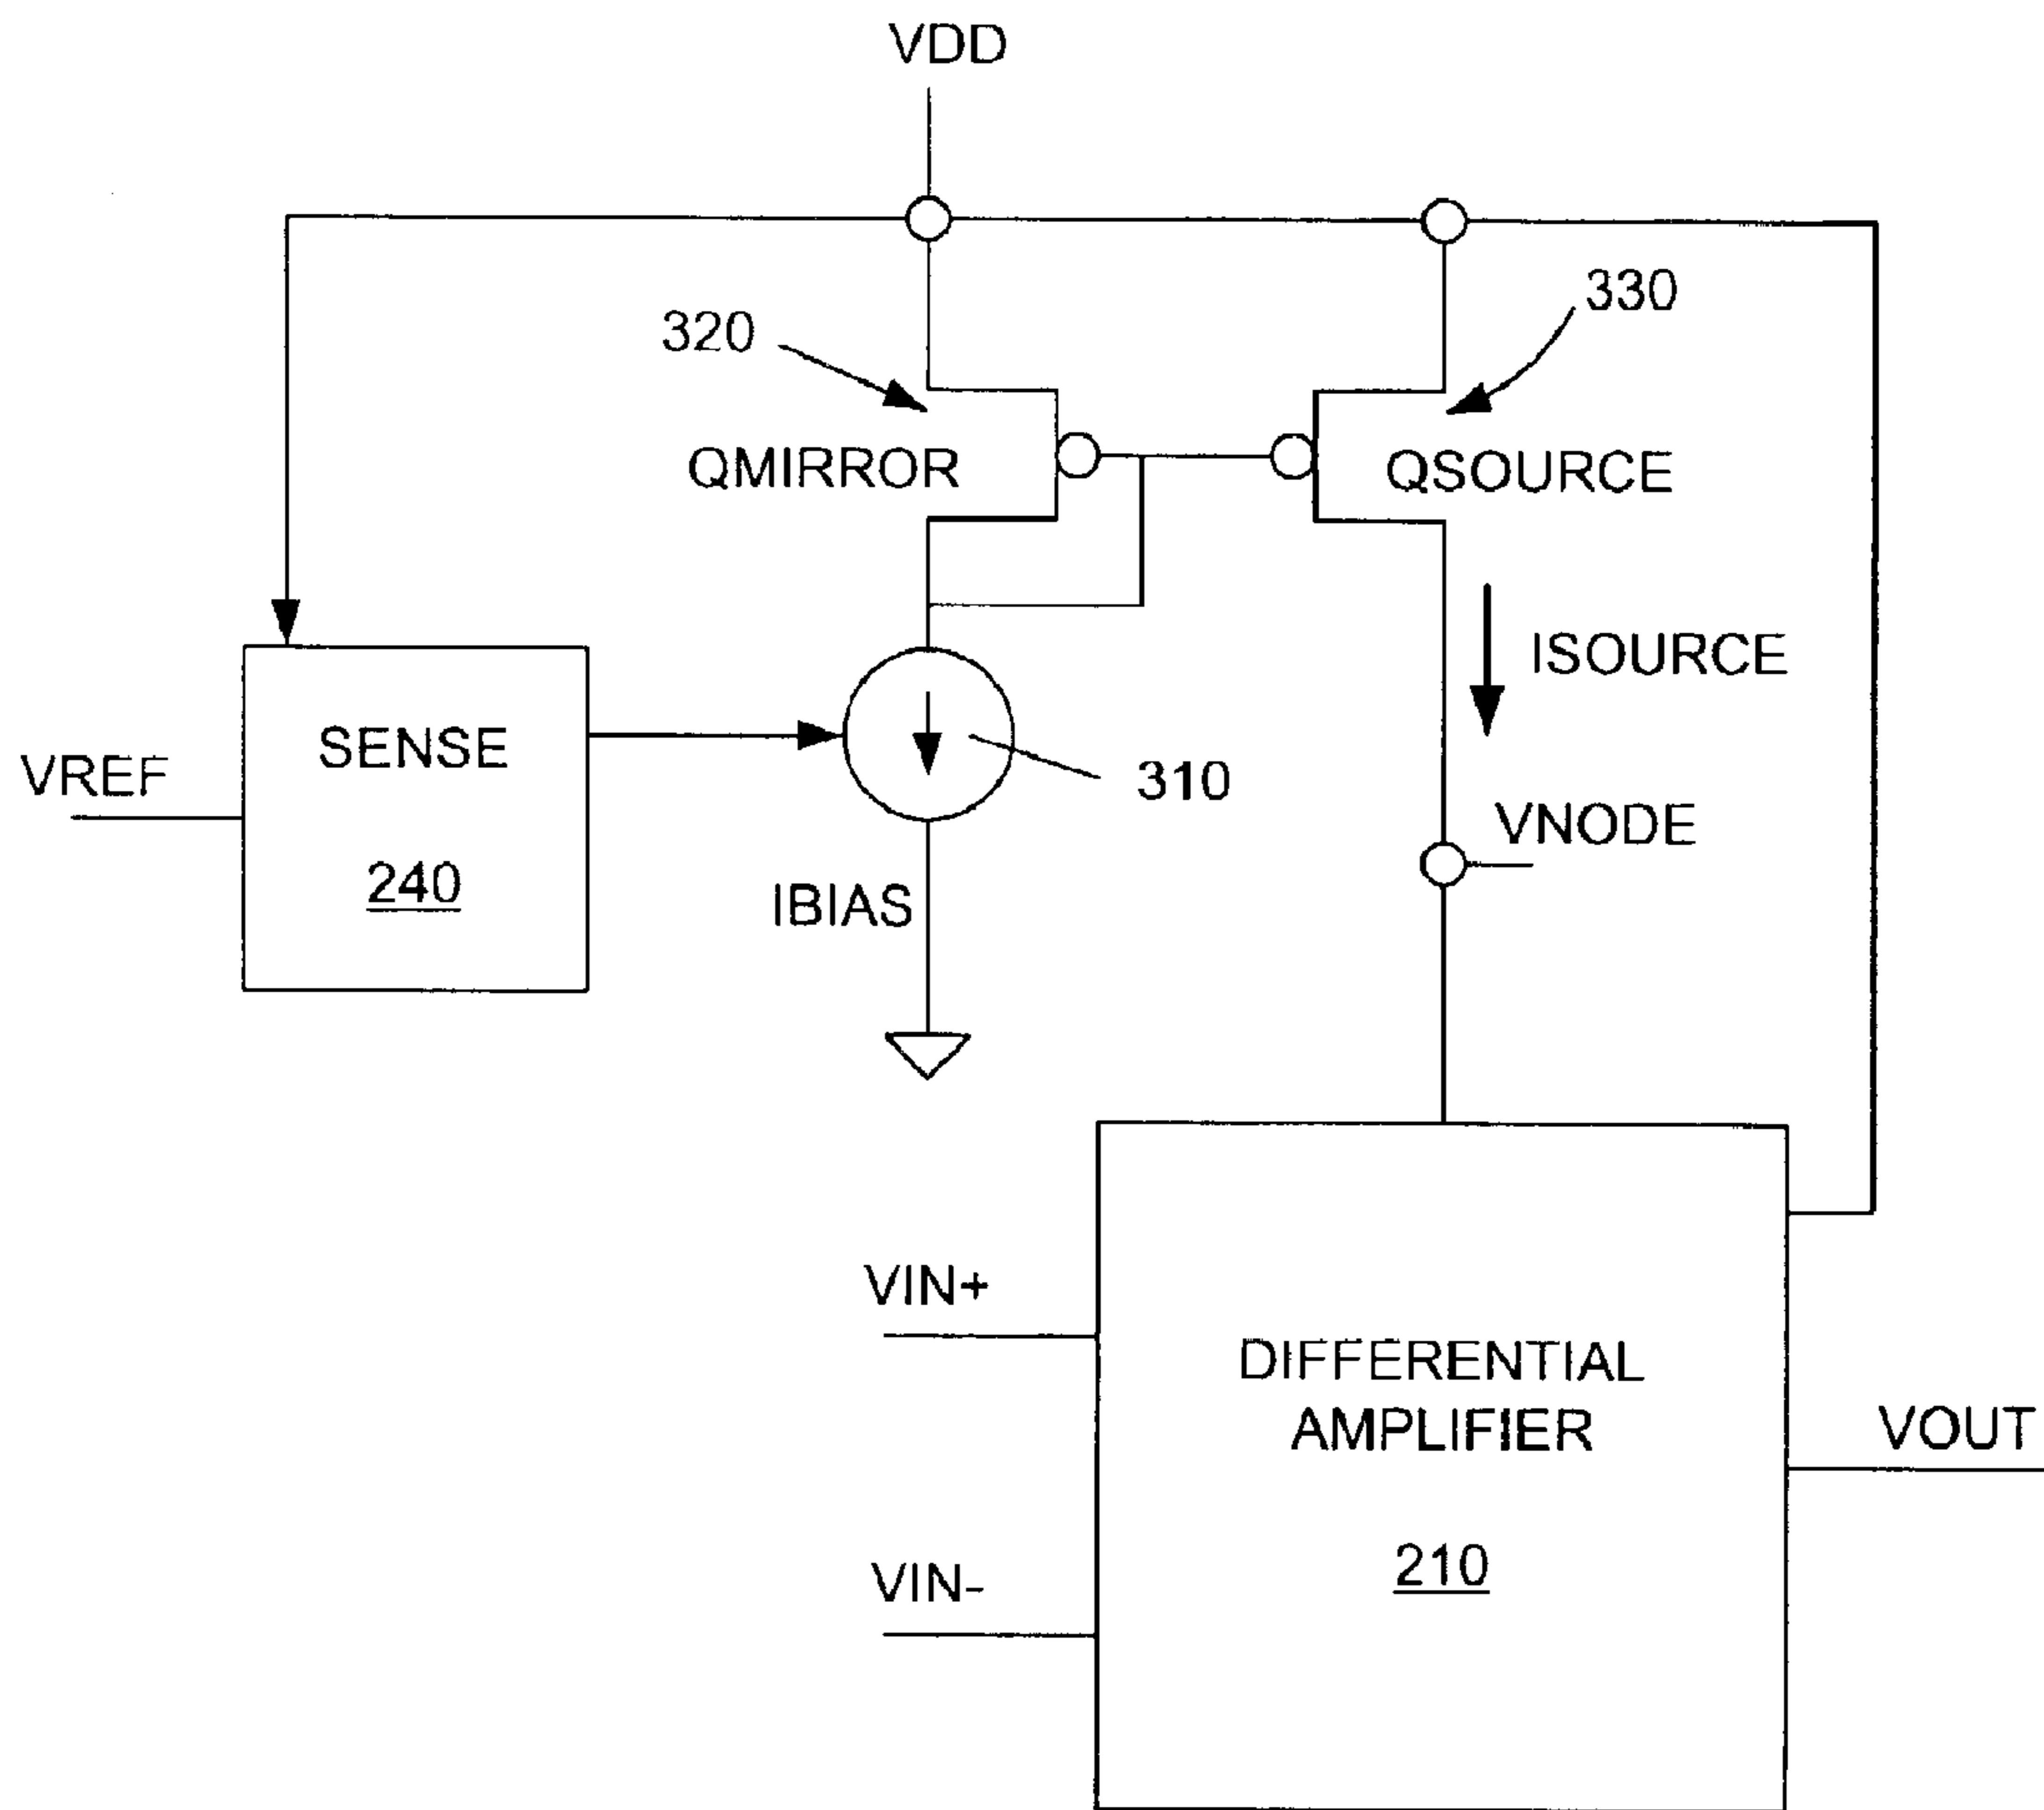 VDD
330
320
QMIRROR
QSOURCE
ISOURCE
SENSE
VREF
310
VNODE
240
IBIAS
VIN+
DIFFERENTIAL
AMPLIFIER
VOUT
210
VIN-